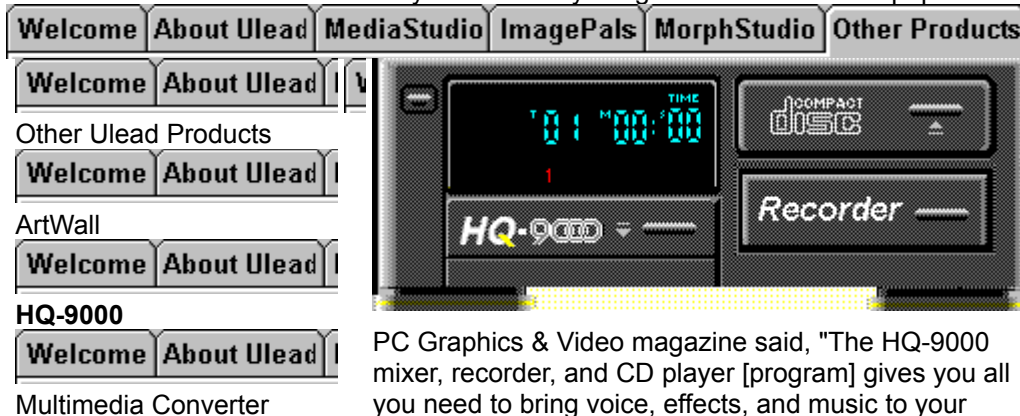 Welcome About Ulead MediaStudio ImagePals MorphStudio Other Products
Welcome About Ulead
Other Ulead Products
Welcome About Ulead
ArtWall
Welcome About Ulead
HQ-9000
Welcome About Ulead
Multimedia Converter
TIME
T 01 M 00: S 00
1
COMPACT
disc
HQ-9000
Recorder
PC Graphics & Video magazine said, "The HQ-9000
mixer, recorder, and CD player [program] gives you all
you need to bring voice, effects, and music to your